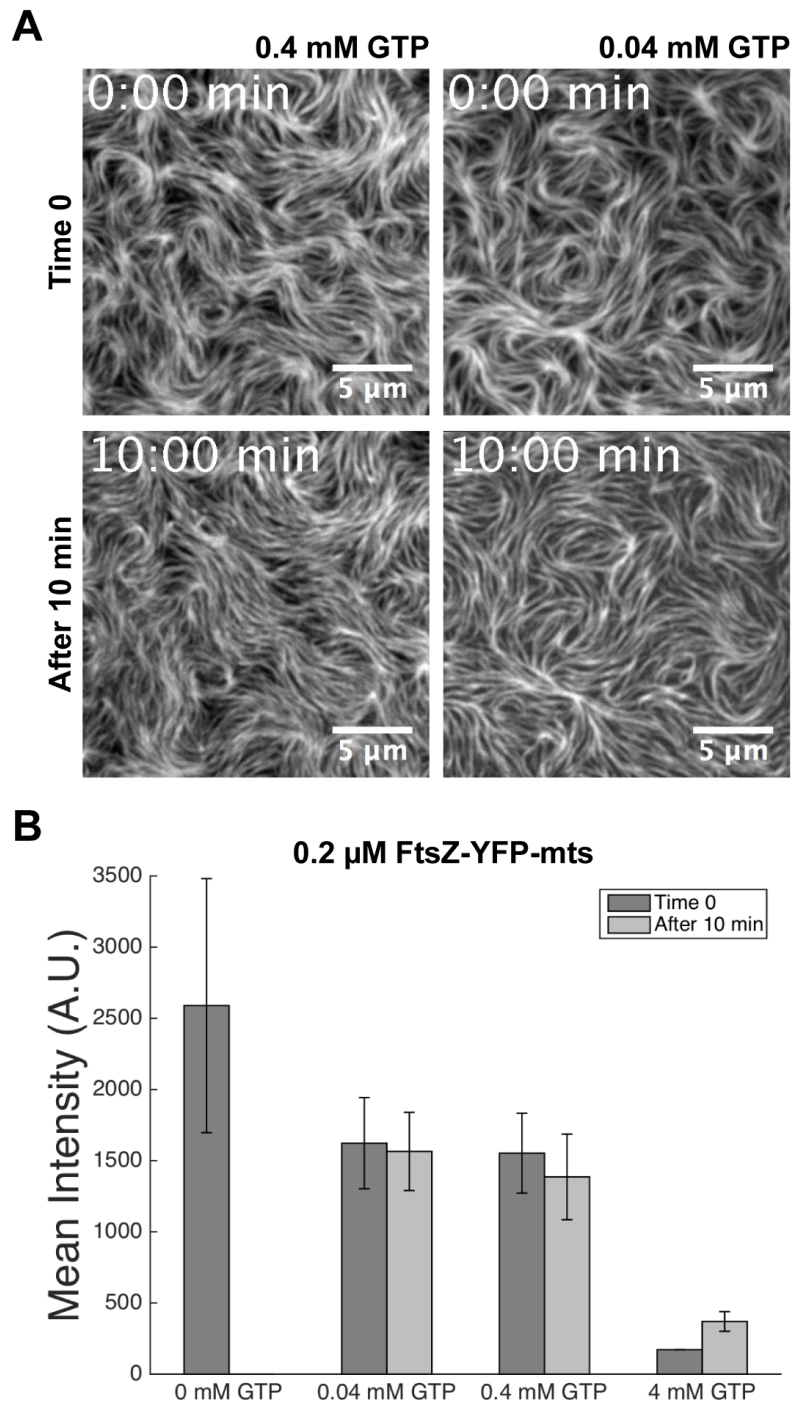 A
0.4 mM GTP
0.04 mM GTP
Time 0
0:00 min
5 µm
0:00 min
5 µm
After 10 min
10:00 min
5 µm
10:00 min
5 µm
B
0.2 µM FtsZ-YFP-mts
Mean Intensity (A.U.)
3500
3000
2500
2000
1500
1000
500
0
Time 0
After 10 min
0 mM GTP
0.04 mM GTP
0.4 mM GTP
4 mM GTP